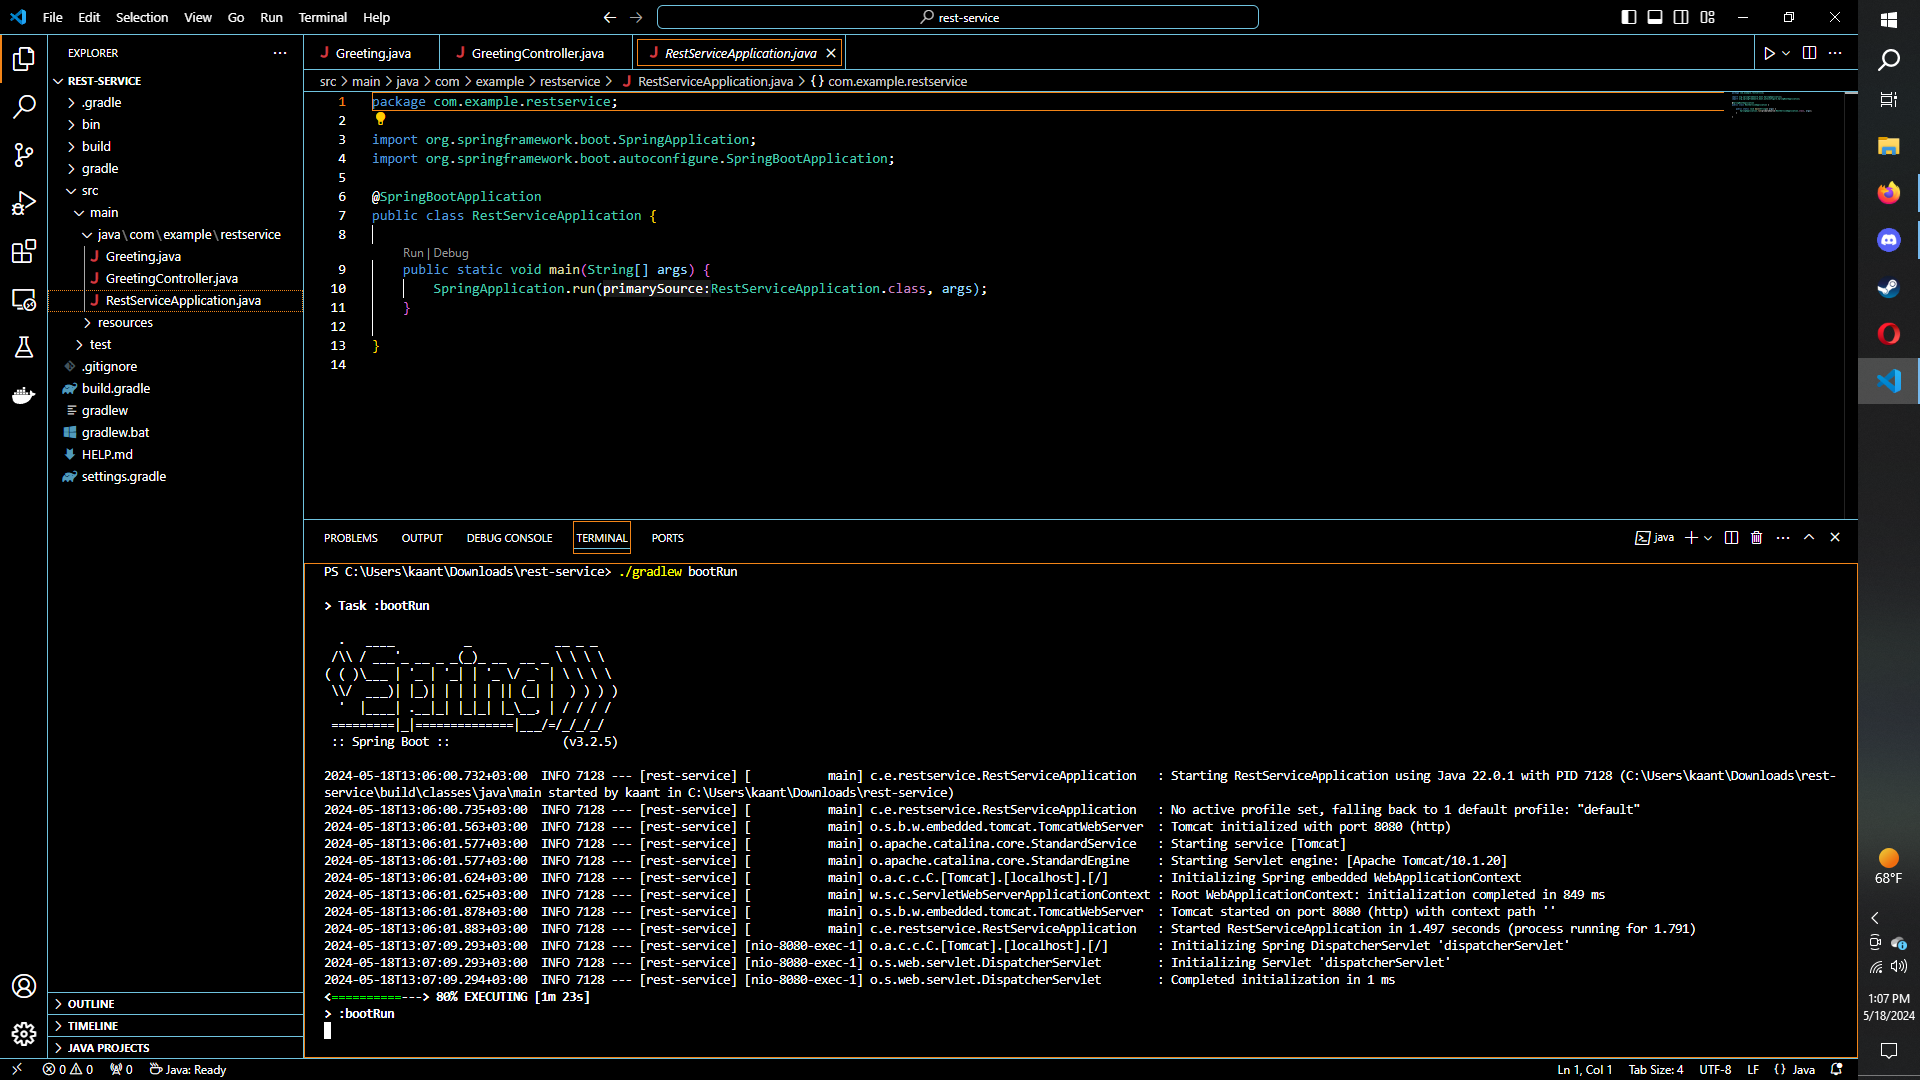 File Edit Selection View Go Run Terminal Help
rest-service
EXPLORER
REST-SERVICE
.gradle
bin
build
gradle
src
main
java\com\example\restservice
Greeting.java
GreetingController.java
RestServiceApplication.java
resources
test
.gitignore
build.gradle
gradlew
gradlew.bat
HELP.md
settings.gradle
OUTLINE
TIMELINE
JAVA PROJECTS
Greeting.java GreetingController.java RestServiceApplication.java
src > main > java > com > example > restservice > RestServiceApplication.java > {} com.example.restservice
1 package com.example.restservice;
2
3 import org.springframework.boot.SpringApplication;
4 import org.springframework.boot.autoconfigure.SpringBootApplication;
5
6 @SpringBootApplication
7 public class RestServiceApplication {
8
Run | Debug
9 public static void main(String[] args) {
10 SpringApplication.run(primarySource:RestServiceApplication.class, args);
11 }
12
13 }
14
PROBLEMS OUTPUT DEBUG CONSOLE TERMINAL PORTS
java
PS C:\Users\kaant\Downloads\rest-service> ./gradlew bootRun
> Task :bootRun
  .   ____          _            __ _ _
 /\\ / ___'_ __ _ _(_)_ __  __ _ \ \ \ \
( ( )\___ | '_ | '_| | '_ \/ _` | \ \ \ \
 \\/  ___)| |_)| | | | | || (_| |  ) ) ) )
  '  |____| .__|_| |_|_| |_\__, | / / / /
 =========|_|==============|___/=/_/_/_/
:: Spring Boot :: (v3.2.5)
2024-05-18T13:06:00.732+03:00 INFO 7128 --- [rest-service] [ main] c.e.restservice.RestServiceApplication : Starting RestServiceApplication using Java 22.0.1 with PID 7128 (C:\Users\kaant\Downloads\rest-
service\build\classes\java\main started by kaant in C:\Users\kaant\Downloads\rest-service)
2024-05-18T13:06:00.735+03:00 INFO 7128 --- [rest-service] [ main] c.e.restservice.RestServiceApplication : No active profile set, falling back to 1 default profile: "default"
2024-05-18T13:06:01.563+03:00 INFO 7128 --- [rest-service] [ main] o.s.b.w.embedded.tomcat.TomcatWebServer : Tomcat initialized with port 8080 (http)
2024-05-18T13:06:01.577+03:00 INFO 7128 --- [rest-service] [ main] o.apache.catalina.core.StandardService : Starting service [Tomcat]
2024-05-18T13:06:01.577+03:00 INFO 7128 --- [rest-service] [ main] o.apache.catalina.core.StandardEngine : Starting Servlet engine: [Apache Tomcat/10.1.20]
2024-05-18T13:06:01.624+03:00 INFO 7128 --- [rest-service] [ main] o.a.c.c.C.[Tomcat].[localhost].[/] : Initializing Spring embedded WebApplicationContext
2024-05-18T13:06:01.625+03:00 INFO 7128 --- [rest-service] [ main] w.s.c.ServletWebServerApplicationContext : Root WebApplicationContext: initialization completed in 849 ms
2024-05-18T13:06:01.878+03:00 INFO 7128 --- [rest-service] [ main] o.s.b.w.embedded.tomcat.TomcatWebServer : Tomcat started on port 8080 (http) with context path ''
2024-05-18T13:06:01.883+03:00 INFO 7128 --- [rest-service] [ main] c.e.restservice.RestServiceApplication : Started RestServiceApplication in 1.497 seconds (process running for 1.791)
2024-05-18T13:07:09.293+03:00 INFO 7128 --- [rest-service] [nio-8080-exec-1] o.a.c.c.C.[Tomcat].[localhost].[/] : Initializing Spring DispatcherServlet 'dispatcherServlet'
2024-05-18T13:07:09.293+03:00 INFO 7128 --- [rest-service] [nio-8080-exec-1] o.s.web.servlet.DispatcherServlet : Initializing Servlet 'dispatcherServlet'
2024-05-18T13:07:09.294+03:00 INFO 7128 --- [rest-service] [nio-8080-exec-1] o.s.web.servlet.DispatcherServlet : Completed initialization in 1 ms
<==========---> 80% EXECUTING [1m 23s]
> :bootRun
0 0 0 Java: Ready
Ln 1, Col 1 Tab Size: 4 UTF-8 LF {} Java
68°F
1:07 PM
5/18/2024